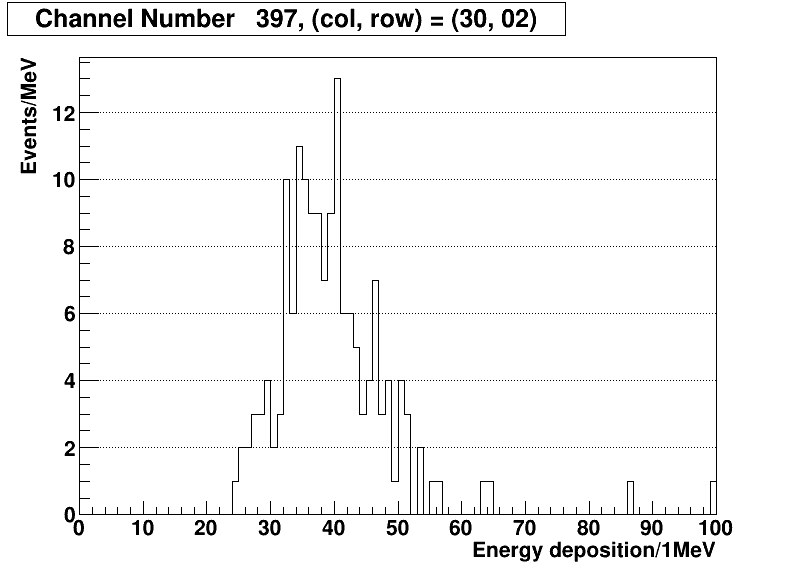 Channel Number 397, (col, row) = (30, 02)
Events/MeV
12
10
8
6
4
2
0
0 10 20 30 40 50 60 70 80 90 100
Energy deposition/1MeV